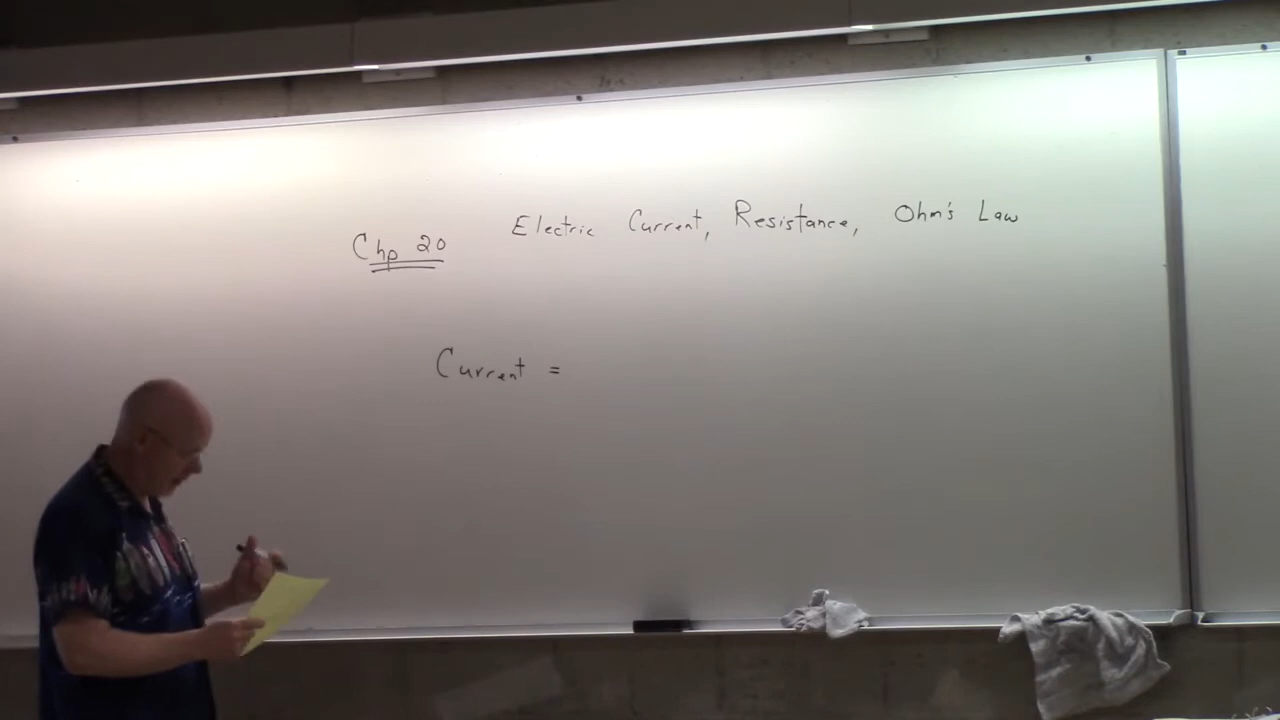 Chp 20 Electric Current, Resistance, Ohm's Law
Current =